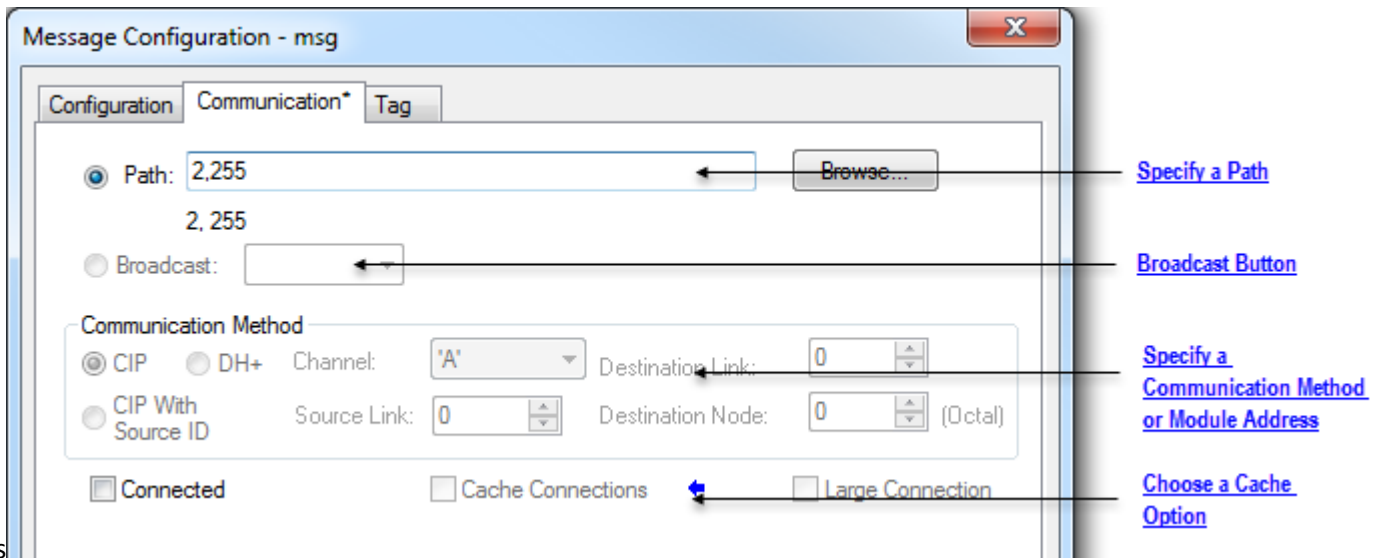 Message Configuration - msg
X
Configuration Communication* Tag
Path: 2,255 Browse... Specify a Path
2, 255
Broadcast: Broadcast Button
Communication Method
CIP DH+ Channel: 'A' Destination Link: 0 Specify a
Communication Method
CIP With
Source ID Source Link: 0 Destination Node: 0 (Octal) or Module Address
Connected Cache Connections Large Connection Choose a Cache
Option
s